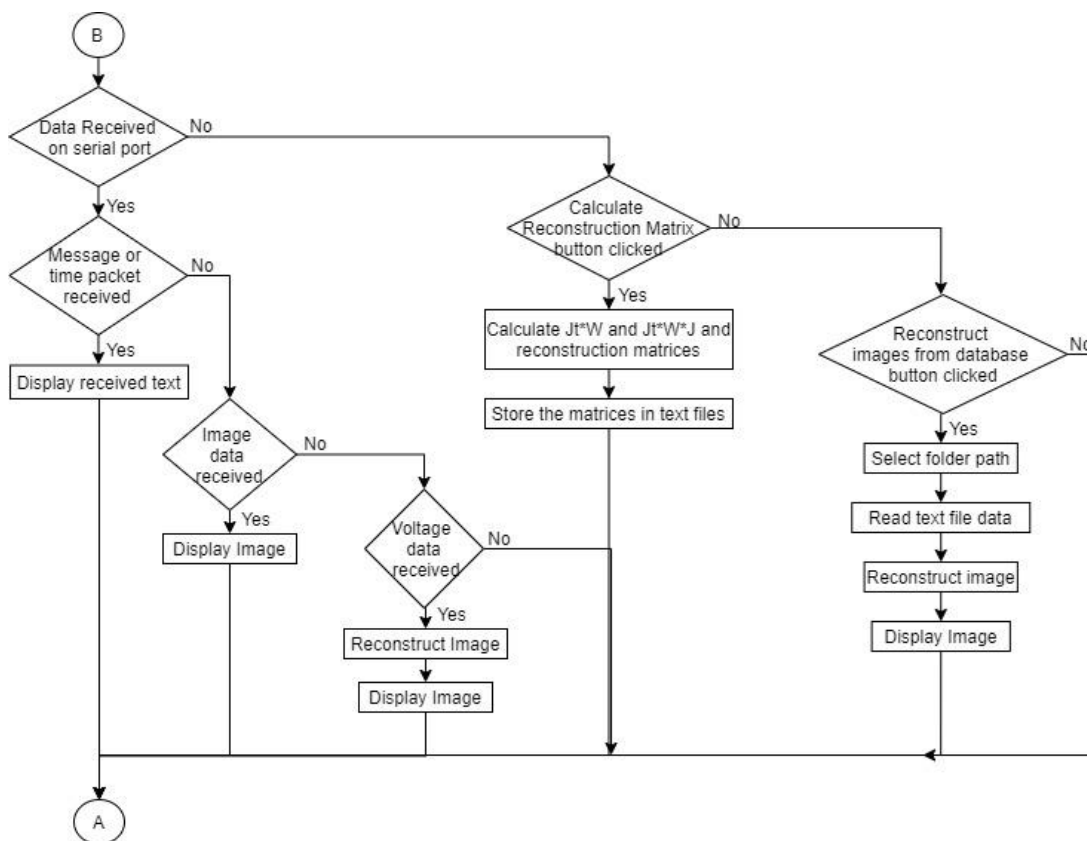 B
Data Received
on serial port
No
Yes
Message or
time packet
received
No
Yes
Display received text
Image
data
received
No
Yes
Display Image
Voltage
data
received
No
Yes
Reconstruct Image
Display Image
Calculate
Reconstruction Matrix
button clicked
No
Yes
Calculate Jt*W and Jt*W*J and
reconstruction matrices
Store the matrices in text files
Reconstruct
images from database
button clicked
No
Yes
Select folder path
Read text file data
Reconstruct image
Display Image
A